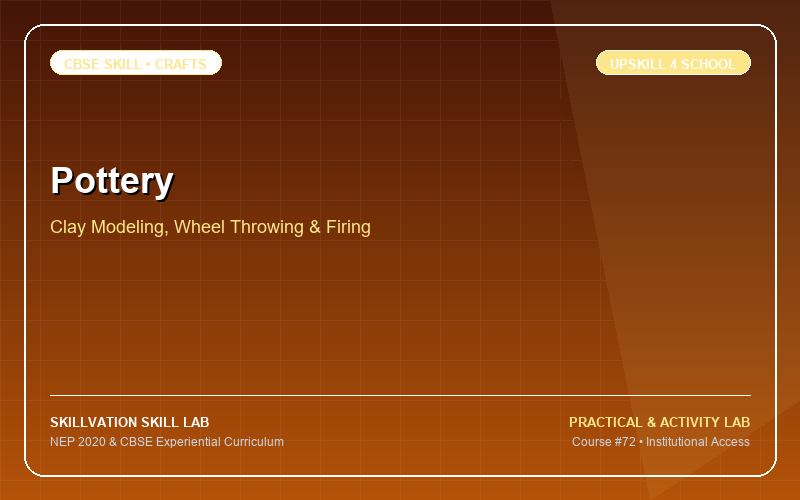 CBSE SKILL • CRAFTS
UPSKILL 4 SCHOOL
Pottery
Clay Modeling, Wheel Throwing & Firing
SKILLVATION SKILL LAB
NEP 2020 & CBSE Experiential Curriculum
PRACTICAL & ACTIVITY LAB
Course #72 • Institutional Access